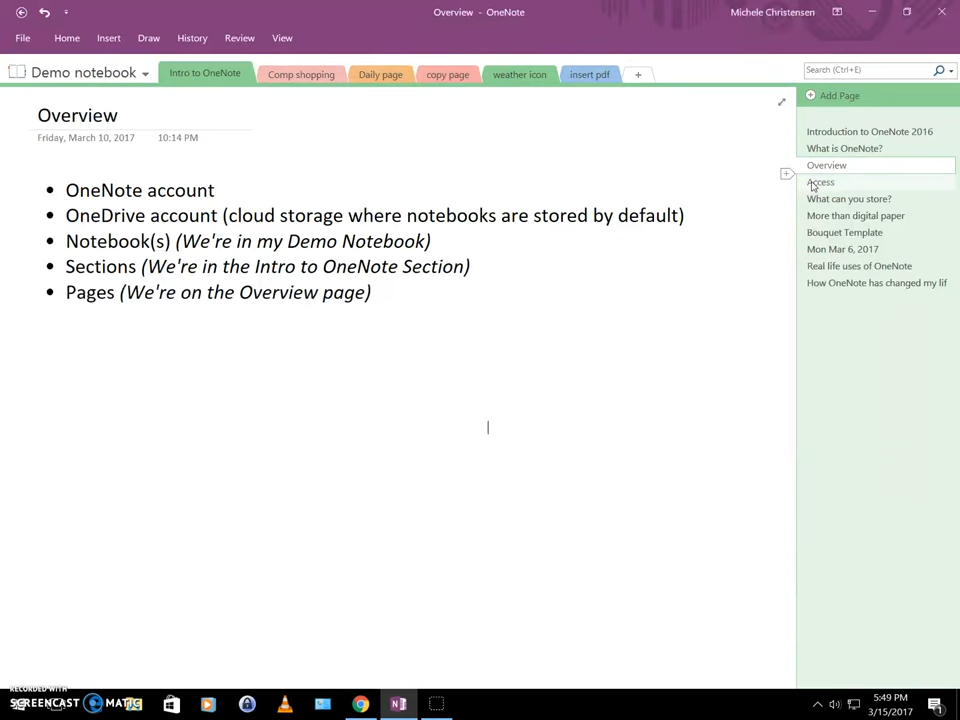 Overview - OneNote
Michele Christensen
File Home Insert Draw History Review View
Demo notebook
Intro to OneNote
Comp shopping
Daily page
copy page
weather icon
insert pdf
Search (Ctrl+E)
Add Page
Overview
Friday, March 10, 2017 10:14 PM
• OneNote account
• OneDrive account (cloud storage where notebooks are stored by default)
• Notebook(s) (We're in my Demo Notebook)
• Sections (We're in the Intro to OneNote Section)
• Pages (We're on the Overview page)
Introduction to OneNote 2016
What is OneNote?
Overview
Access
What can you store?
More than digital paper
Bouquet Template
Mon Mar 6, 2017
Real life uses of OneNote
How OneNote has changed my lif
RECORDED WITH
SCREENCAST MATIC
5:49 PM
3/15/2017